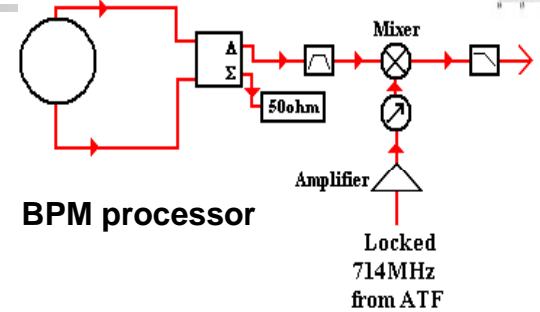 Mixer
Δ
Σ
50ohm
Amplifier
BPM processor
Locked
714MHz
from ATF